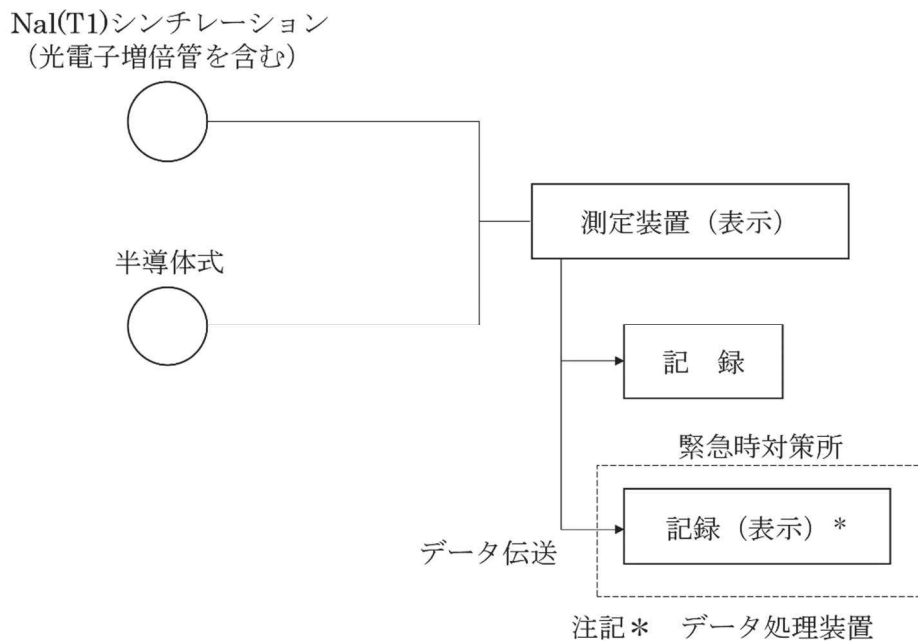 NaI(T1)シンチレーション
（光電子増倍管を含む）
測定装置（表示）
半導体式
記　録
緊急時対策所
記録（表示）＊
データ伝送
注記＊　データ処理装置